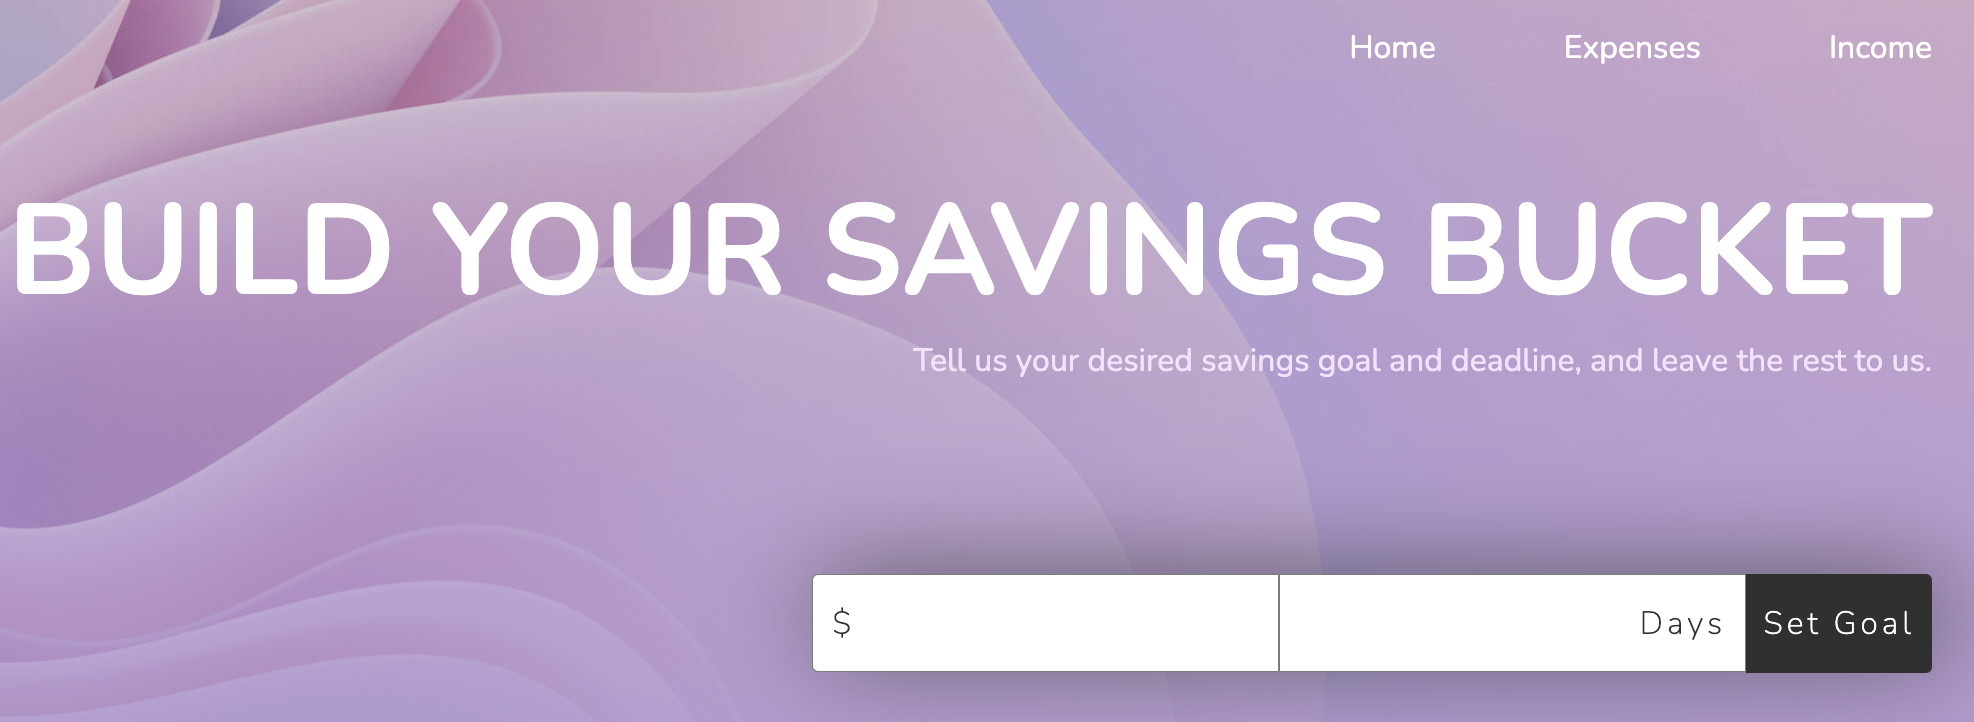 Home Expenses Income
BUILD YOUR SAVINGS BUCKET
Tell us your desired savings goal and deadline, and leave the rest to us.
$ Days Set Goal